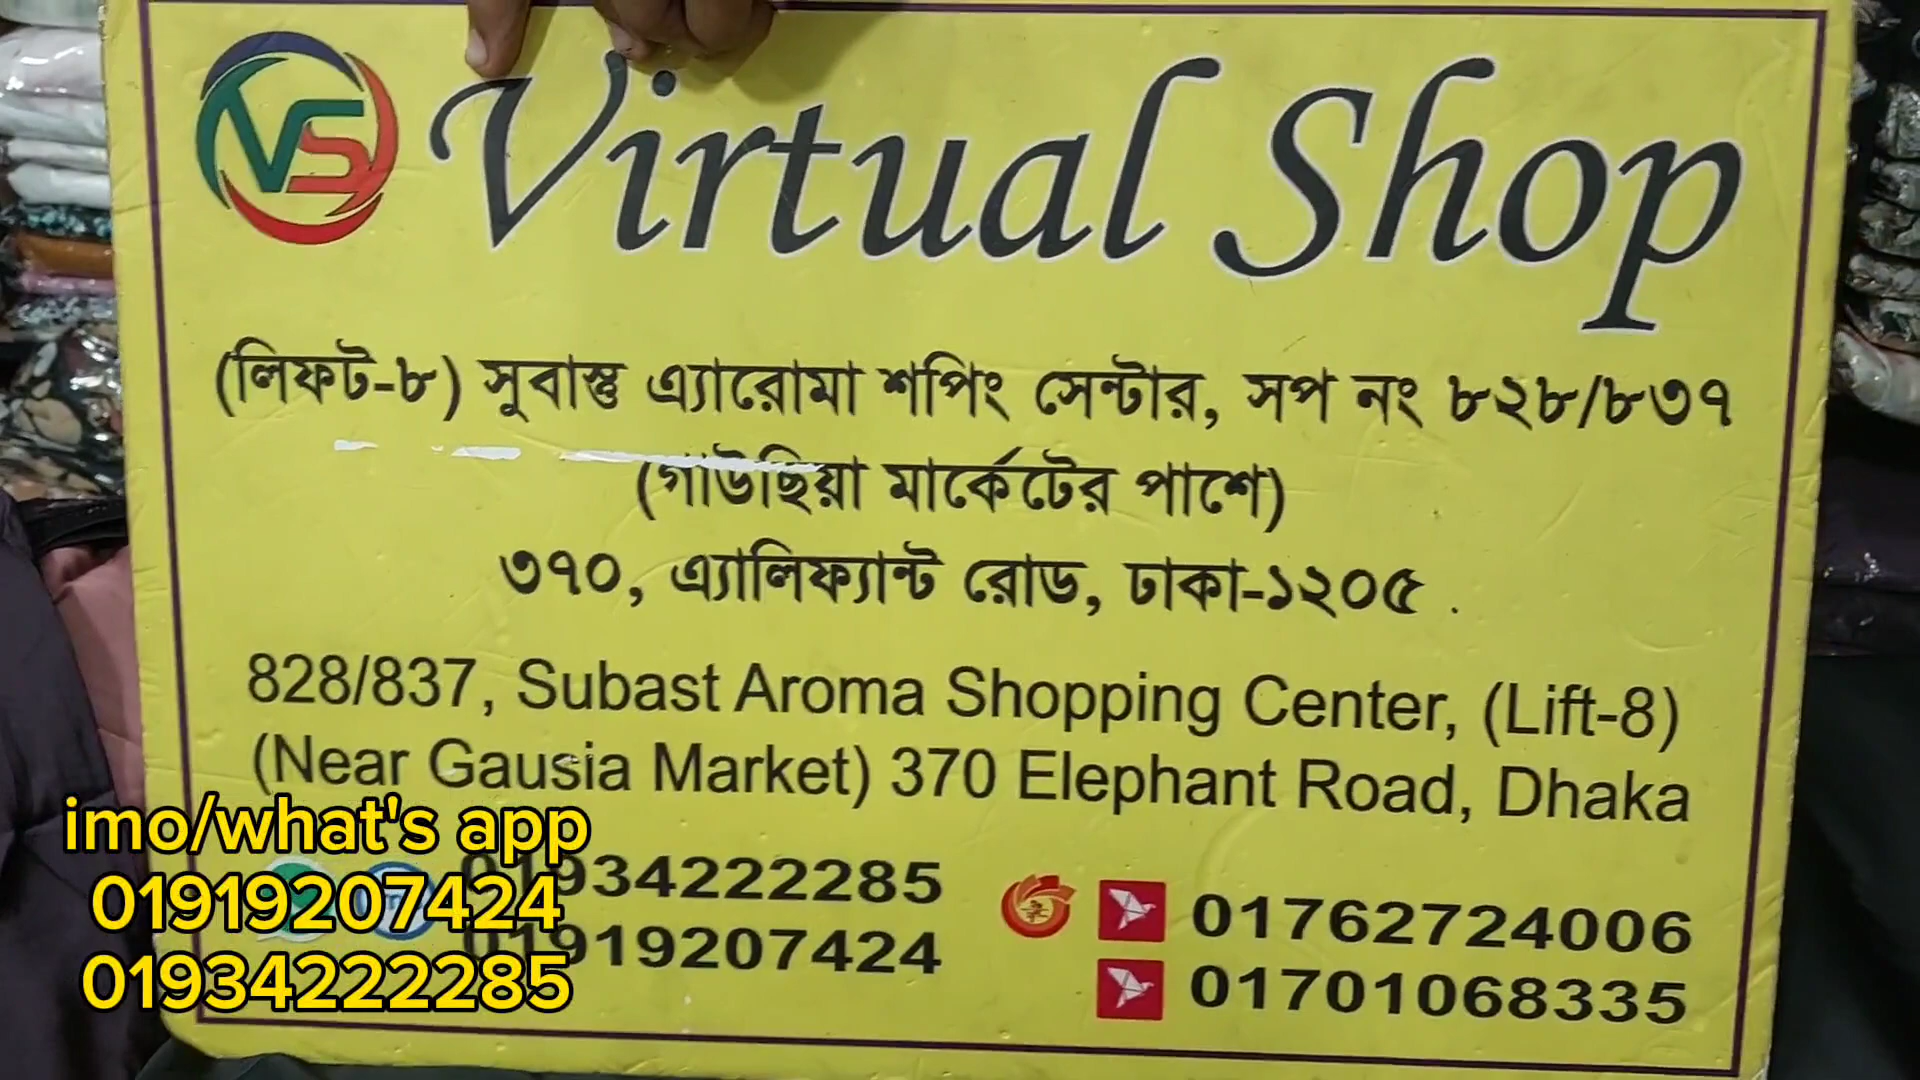 VS Virtual Shop
(লিফট-৮) সুবাস্তু এ্যারোমা শপিং সেন্টার, সপ নং ৮২৮/৮৩৭
(গাউছিয়া মার্কেটের পাশে)
৩৭০, এ্যালিফ্যান্ট রোড, ঢাকা-১২০৫ .
828/837, Subast Aroma Shopping Center, (Lift-8)
(Near Gausia Market) 370 Elephant Road, Dhaka
01934222285
01919207424
01762724006
01701068335
imo/what's app
01919207424
01934222285